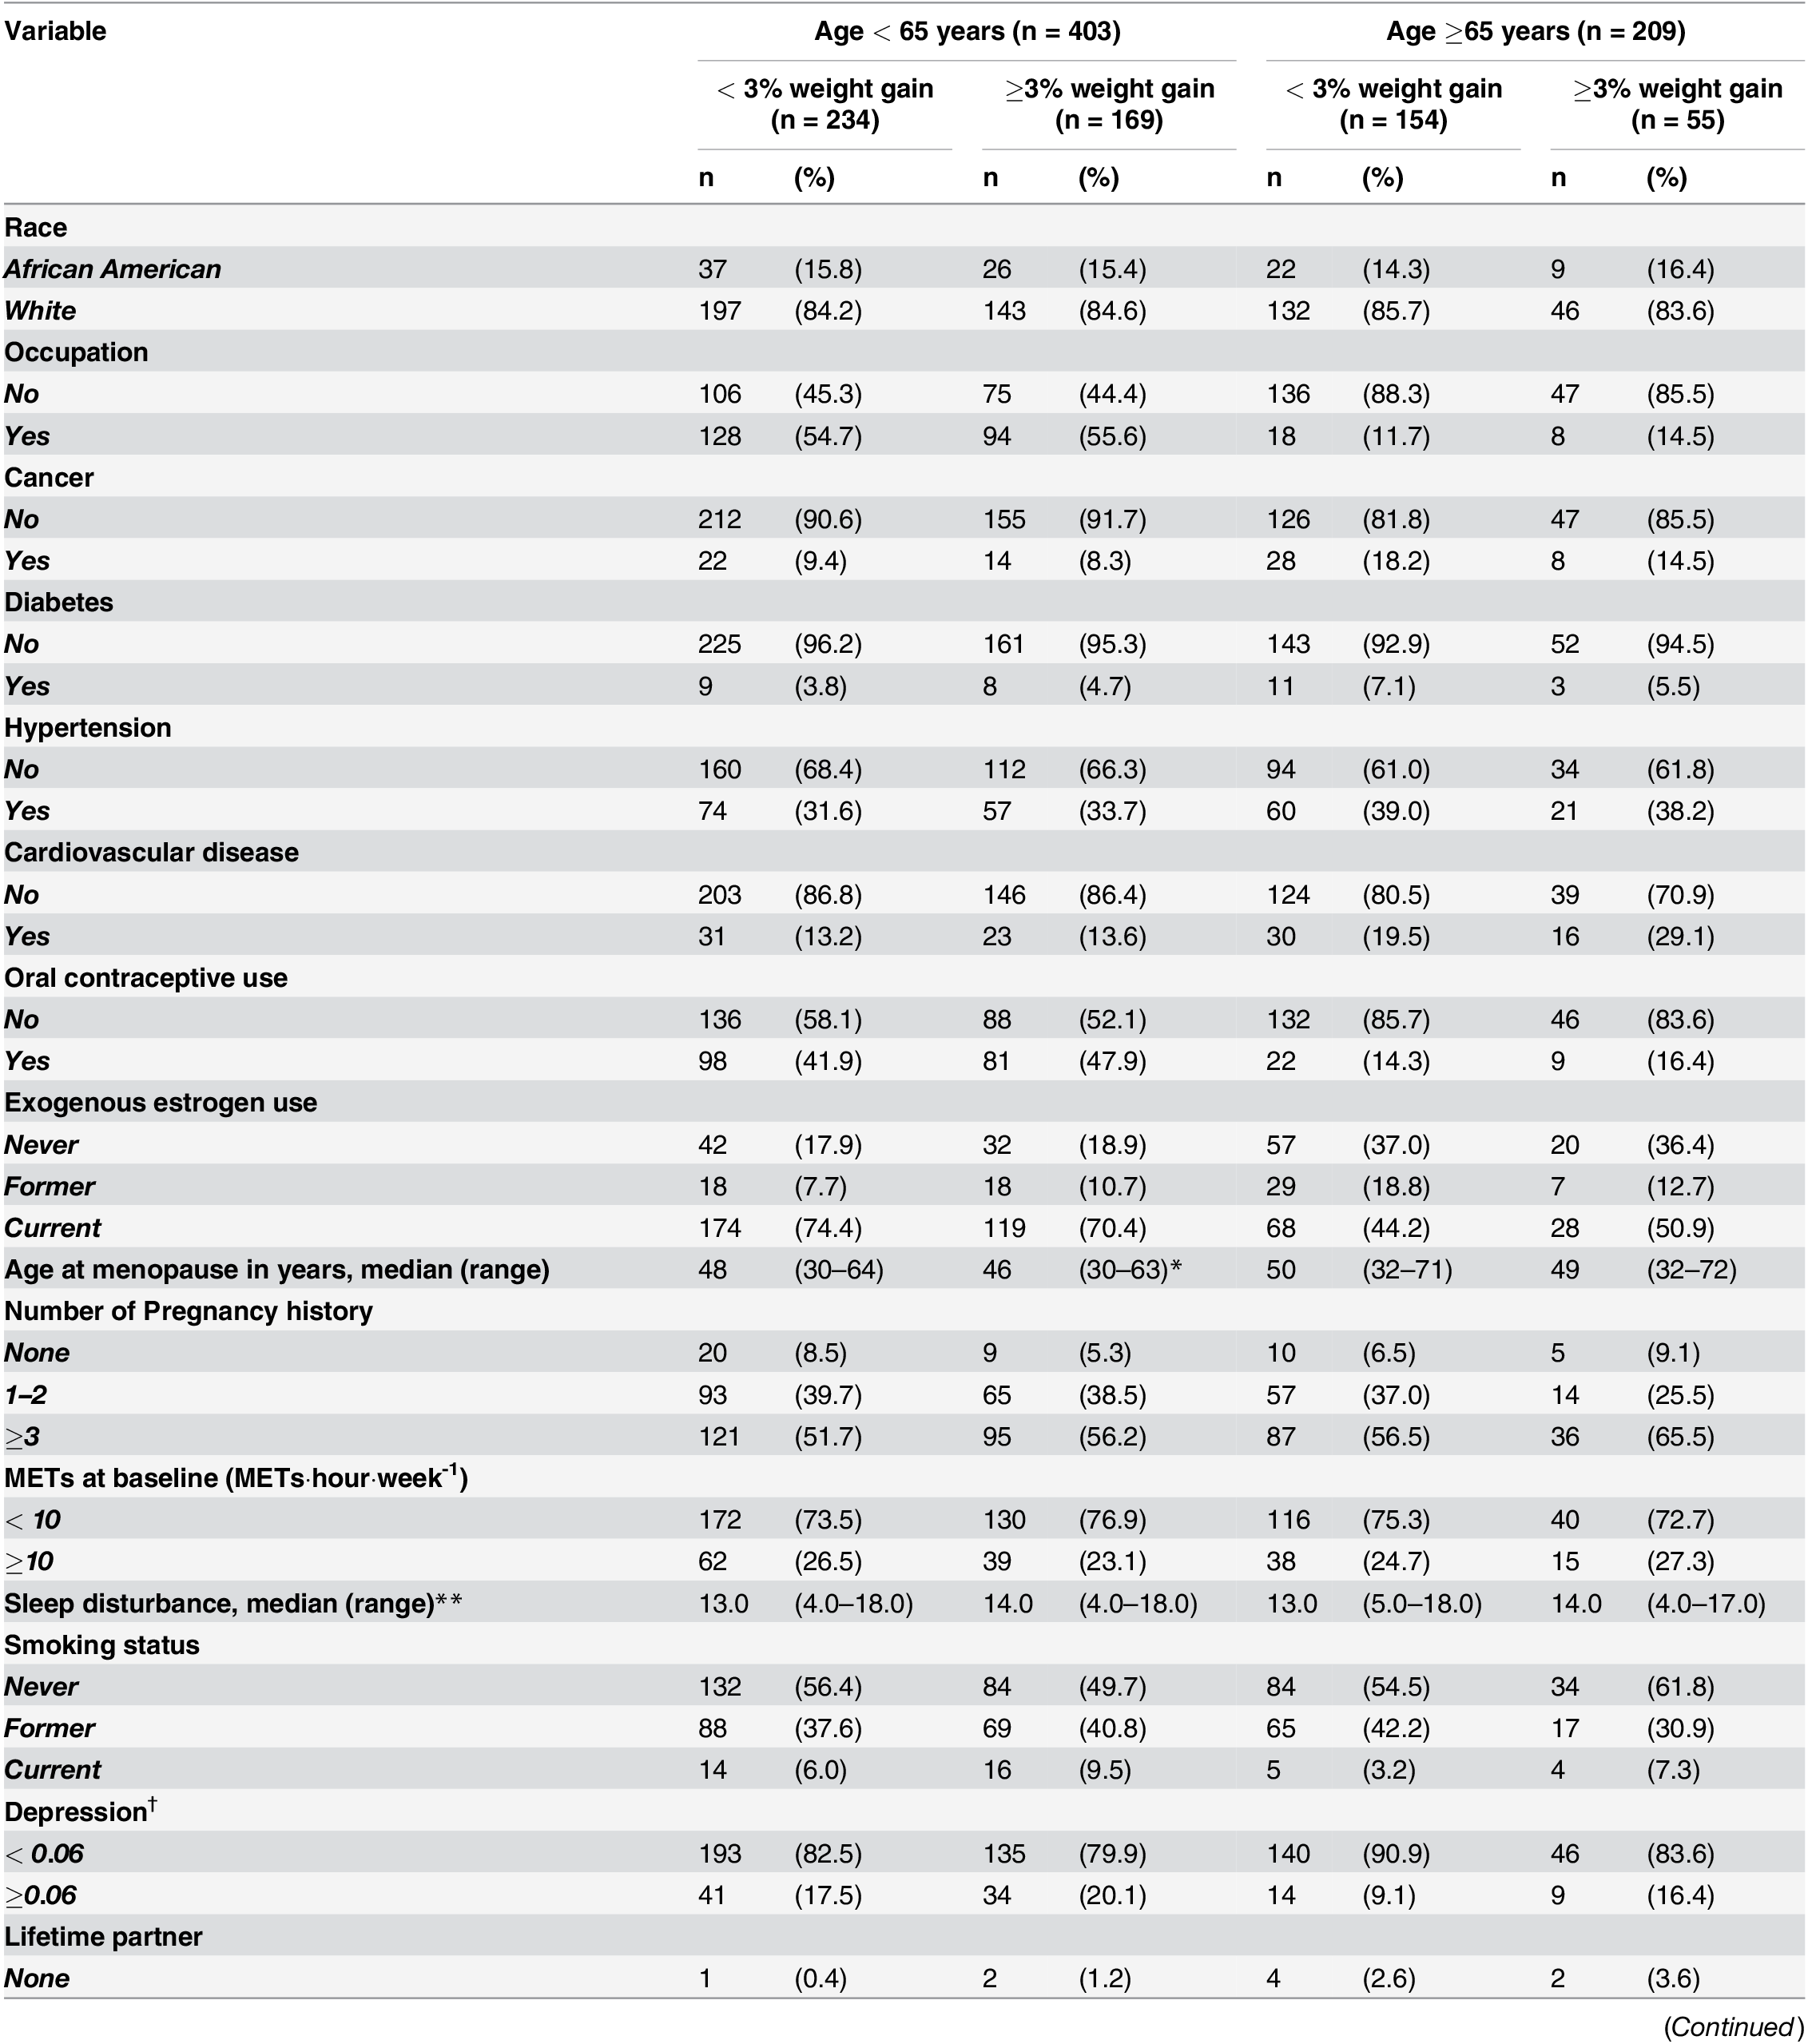 Variable Age < 65 years (n = 403) Age ≥65 years (n = 209)
< 3% weight gain (n = 234) ≥3% weight gain (n = 169) < 3% weight gain (n = 154) ≥3% weight gain (n = 55)
n (%) n (%) n (%) n (%)
Race
African American 37 (15.8) 26 (15.4) 22 (14.3) 9 (16.4)
White 197 (84.2) 143 (84.6) 132 (85.7) 46 (83.6)
Occupation
No 106 (45.3) 75 (44.4) 136 (88.3) 47 (85.5)
Yes 128 (54.7) 94 (55.6) 18 (11.7) 8 (14.5)
Cancer
No 212 (90.6) 155 (91.7) 126 (81.8) 47 (85.5)
Yes 22 (9.4) 14 (8.3) 28 (18.2) 8 (14.5)
Diabetes
No 225 (96.2) 161 (95.3) 143 (92.9) 52 (94.5)
Yes 9 (3.8) 8 (4.7) 11 (7.1) 3 (5.5)
Hypertension
No 160 (68.4) 112 (66.3) 94 (61.0) 34 (61.8)
Yes 74 (31.6) 57 (33.7) 60 (39.0) 21 (38.2)
Cardiovascular disease
No 203 (86.8) 146 (86.4) 124 (80.5) 39 (70.9)
Yes 31 (13.2) 23 (13.6) 30 (19.5) 16 (29.1)
Oral contraceptive use
No 136 (58.1) 88 (52.1) 132 (85.7) 46 (83.6)
Yes 98 (41.9) 81 (47.9) 22 (14.3) 9 (16.4)
Exogenous estrogen use
Never 42 (17.9) 32 (18.9) 57 (37.0) 20 (36.4)
Former 18 (7.7) 18 (10.7) 29 (18.8) 7 (12.7)
Current 174 (74.4) 119 (70.4) 68 (44.2) 28 (50.9)
Age at menopause in years, median (range) 48 (30–64) 46 (30–63)* 50 (32–71) 49 (32–72)
Number of Pregnancy history
None 20 (8.5) 9 (5.3) 10 (6.5) 5 (9.1)
1–2 93 (39.7) 65 (38.5) 57 (37.0) 14 (25.5)
≥3 121 (51.7) 95 (56.2) 87 (56.5) 36 (65.5)
METs at baseline (METs·hour·week-1)
< 10 172 (73.5) 130 (76.9) 116 (75.3) 40 (72.7)
≥10 62 (26.5) 39 (23.1) 38 (24.7) 15 (27.3)
Sleep disturbance, median (range)** 13.0 (4.0–18.0) 14.0 (4.0–18.0) 13.0 (5.0–18.0) 14.0 (4.0–17.0)
Smoking status
Never 132 (56.4) 84 (49.7) 84 (54.5) 34 (61.8)
Former 88 (37.6) 69 (40.8) 65 (42.2) 17 (30.9)
Current 14 (6.0) 16 (9.5) 5 (3.2) 4 (7.3)
Depression†
< 0.06 193 (82.5) 135 (79.9) 140 (90.9) 46 (83.6)
≥0.06 41 (17.5) 34 (20.1) 14 (9.1) 9 (16.4)
Lifetime partner
None 1 (0.4) 2 (1.2) 4 (2.6) 2 (3.6)
(Continued)